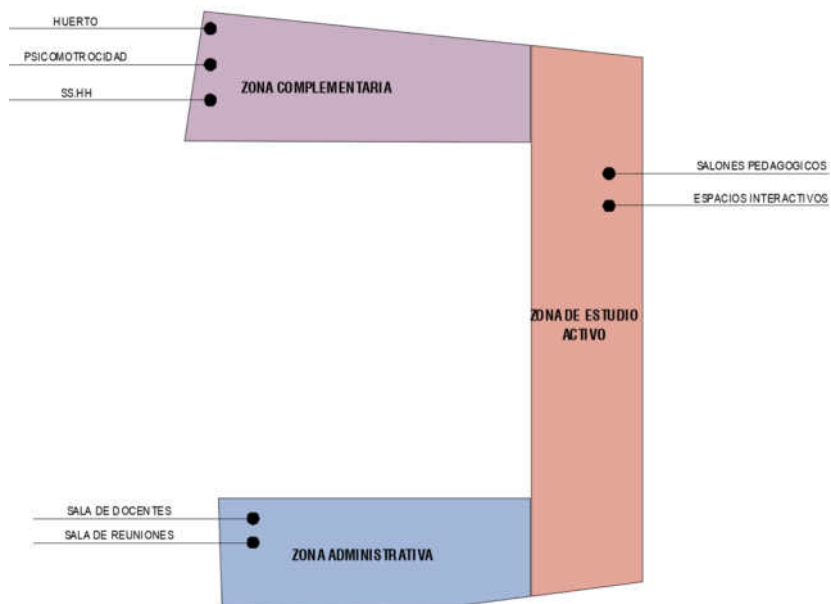 HUERTO
PSICOMOTROCIDAD
SS.HH
ZONA COMPLEMENTARIA
SALONES PEDAGOGICOS
ESPACIOS INTERACTIVOS
ZONA DE ESTUDIO
ACTIVO
SALA DE DOCENTES
SALA DE REUNIONES
ZONA ADMINISTRATIVA